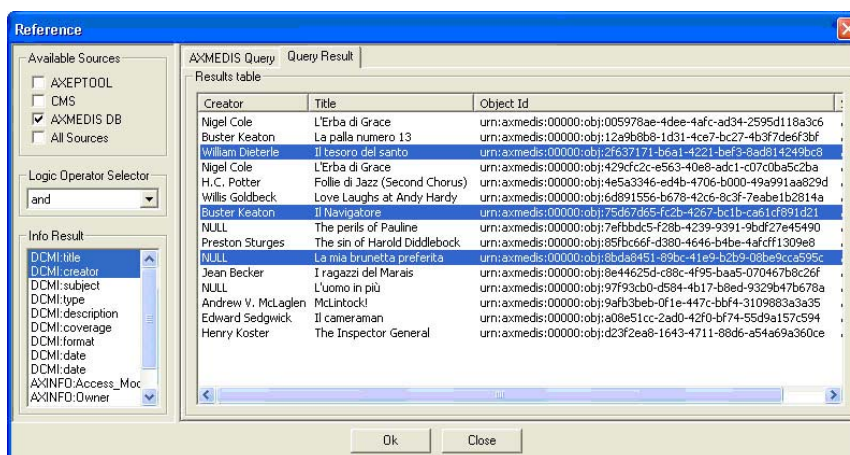 Reference
Available Sources
AXEPTOOL
CMS
AXMEDIS DB
All Sources
Logic Operator Selector
and
Info Result
DCMI:title
DCMI:creator
DCMI:subject
DCMI:type
DCMI:description
DCMI:coverage
DCMI:format
DCMI:date
DCMI:date
AXINFO:Access_Mod
AXINFO:Owner
AXMEDIS Query Query Result
Results table
Creator Title Object Id
Nigel Cole L'Erba di Grace urn:axmedis:00000:obj:005978ae-4dee-4afc-ad34-2595d118a3c6
Buster Keaton La palla numero 13 urn:axmedis:00000:obj:12a9b8b8-1d31-4ce7-bc27-4b3f7de6f3bf
William Dieterle Il tesoro del santo urn:axmedis:00000:obj:2f637171-b6a1-4221-bef3-8ad814249bc8
Nigel Cole L'Erba di Grace urn:axmedis:00000:obj:429cfc2c-e563-40e8-adc1-c07c0ba5c2ba
H.C. Potter Follie di Jazz (Second Chorus) urn:axmedis:00000:obj:4e5a3346-ed4b-4706-b000-49a991aa829d
Willis Goldbeck Love Laughs at Andy Hardy urn:axmedis:00000:obj:6d891556-b678-42c6-8c3f-7eabe1b2814a
Buster Keaton Il Navigatore urn:axmedis:00000:obj:75d67d65-fc2b-4267-bc1b-ca61cf891d21
NULL The perils of Pauline urn:axmedis:00000:obj:7efbbdc5-f28b-4239-9391-9bdf27e45490
Preston Sturges The sin of Harold Diddlebock urn:axmedis:00000:obj:85fbc66f-d380-4646-b4be-4afcff1309e8
NULL La mia brunetta preferita urn:axmedis:00000:obj:8bda8451-89bc-41e9-b2b9-08be9cca595c
Jean Becker I ragazzi del Marais urn:axmedis:00000:obj:8e44625d-c88c-4f95-baa5-070467b8c26f
NULL L'uomo in più urn:axmedis:00000:obj:97f93cb0-d584-4b17-b8ed-9329b47b678a
Andrew V. McLaglen McLintock! urn:axmedis:00000:obj:9afb3beb-0f1e-447c-bbf4-3109883a3a35
Edward Sedgwick Il cameraman urn:axmedis:00000:obj:a08e51cc-2ad0-42f0-bf74-55d9a157c594
Henry Koster The Inspector General urn:axmedis:00000:obj:d23f2ea8-1643-4711-88d6-a54a69a360ce
Ok Close